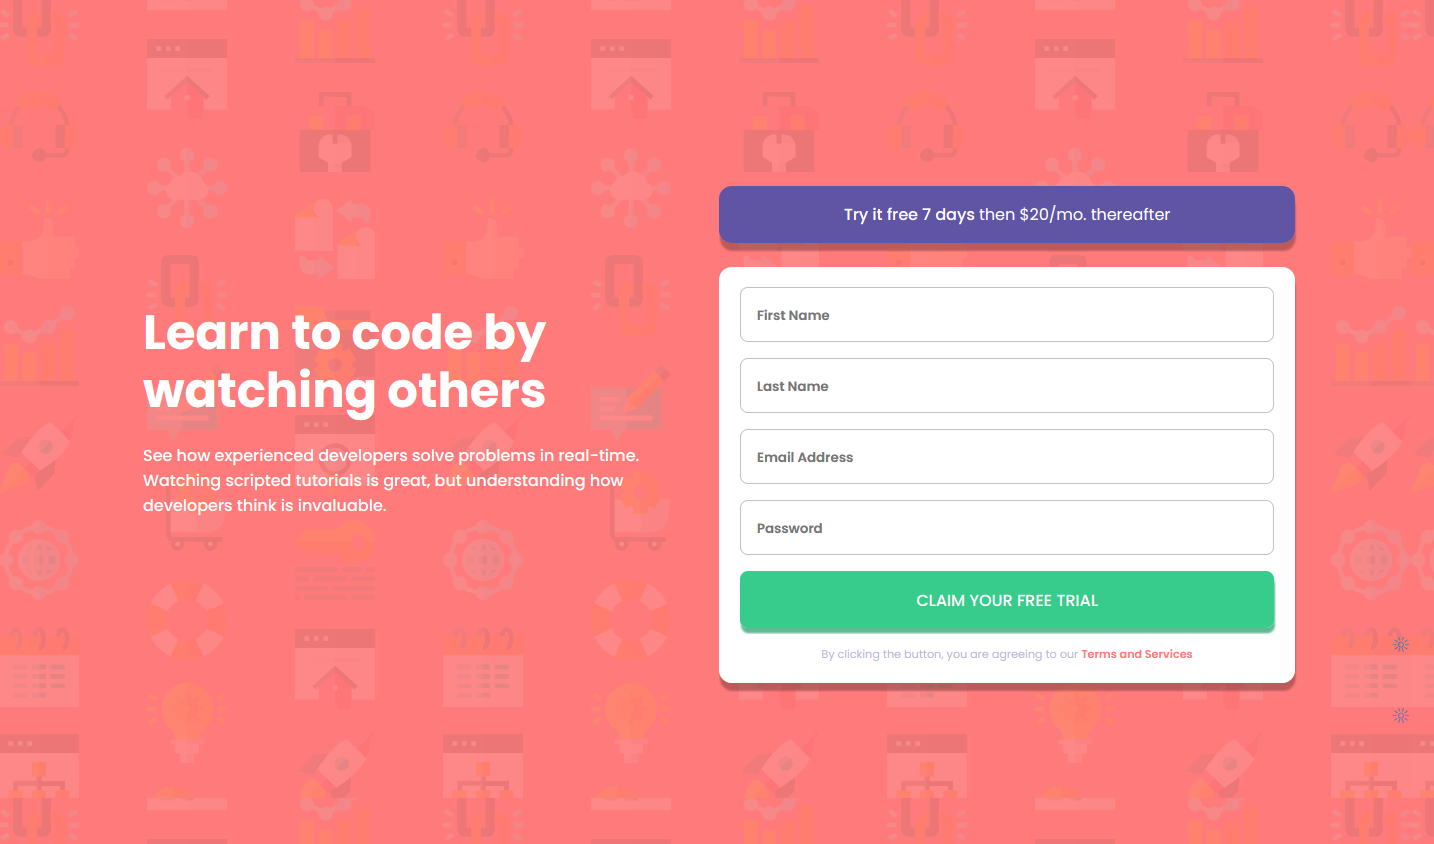 Learn to code by
watching others
See how experienced developers solve problems in real-time.
Watching scripted tutorials is great, but understanding how
developers think is invaluable.
Try it free 7 days then $20/mo. thereafter
First Name
Last Name
Email Address
Password
CLAIM YOUR FREE TRIAL
By clicking the button, you are agreeing to our Terms and Services